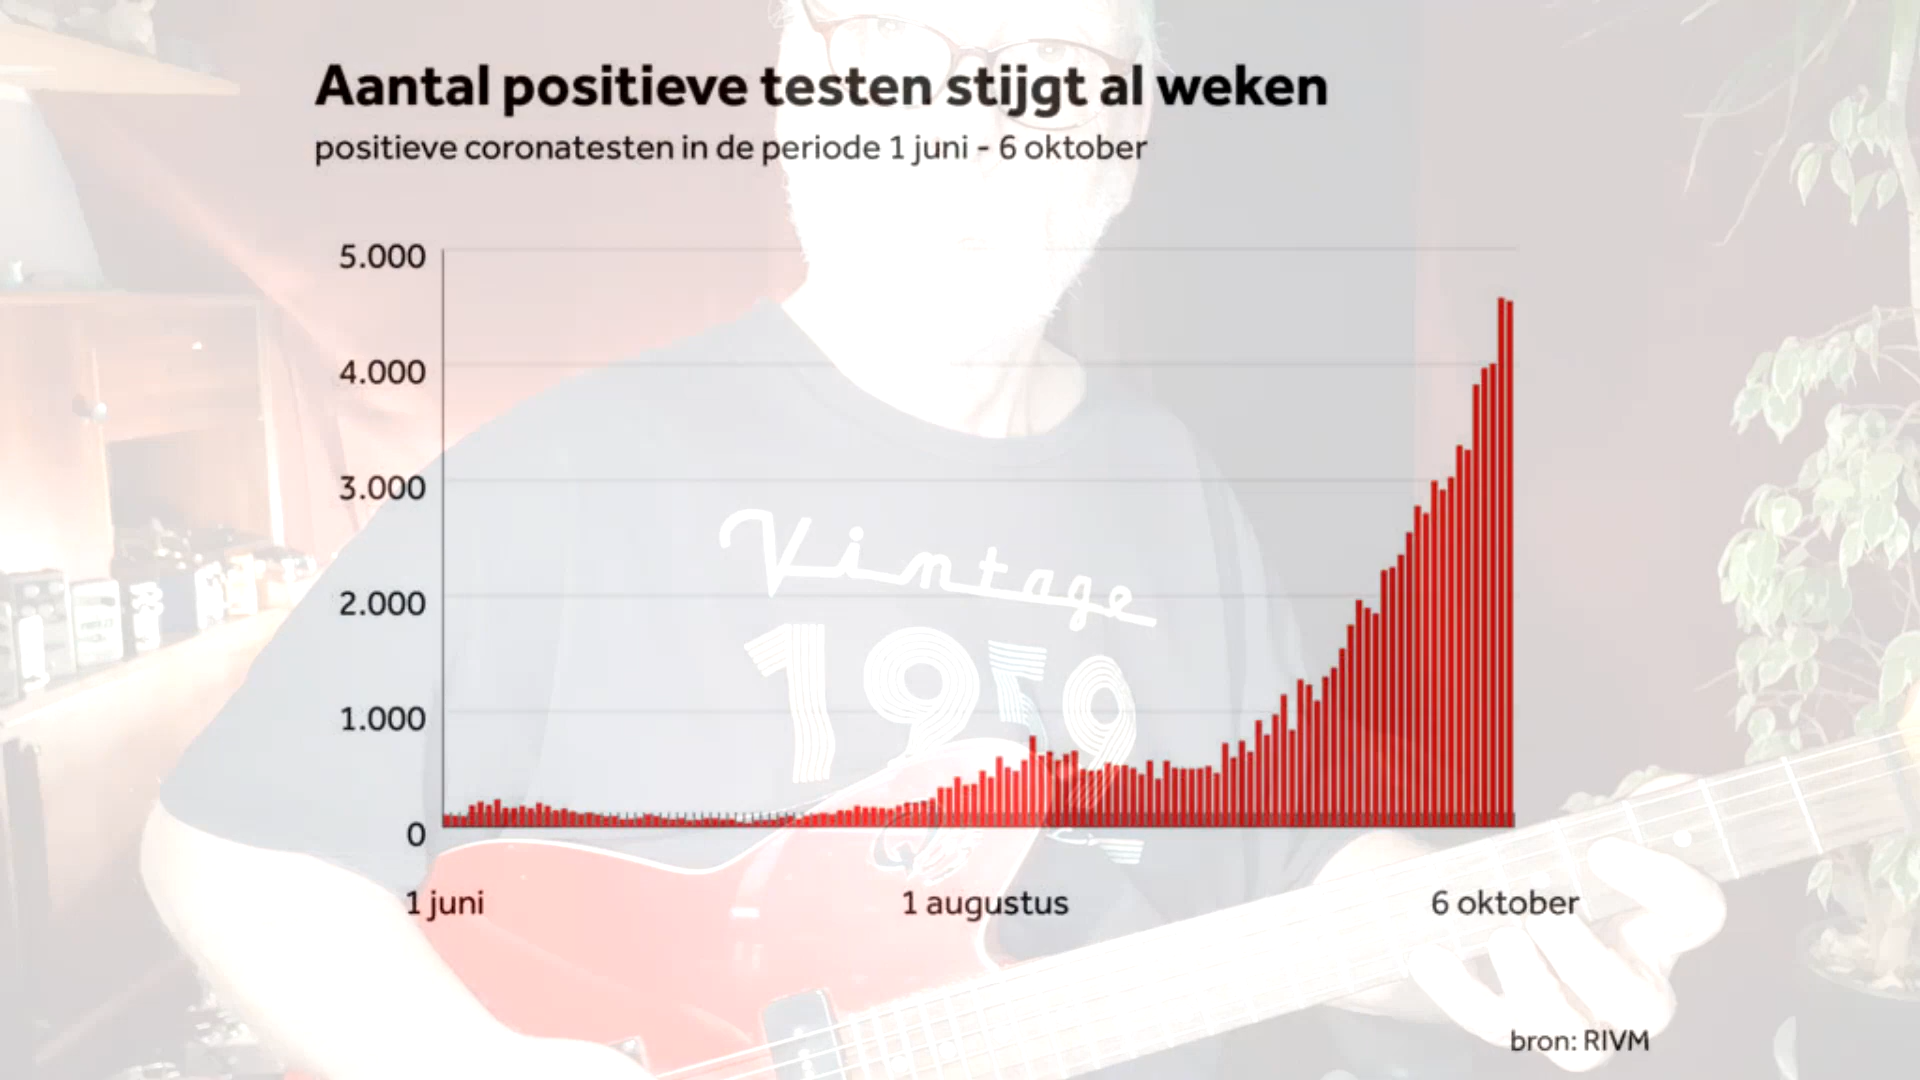 Aantal positieve testen stijgt al weken
positieve coronatesten in de periode 1 juni - 6 oktober
5.000
4.000
3.000
2.000
1.000
0
1 juni
1 augustus
6 oktober
Vintage
1959
bron: RIVM